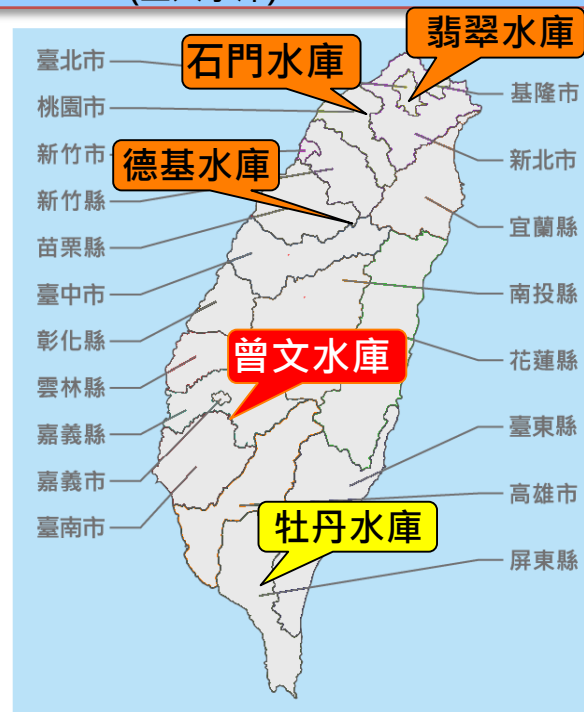 翡翠水庫
石門水庫
德基水庫
曾文水庫
牡丹水庫
臺北市
桃園市
新竹市
新竹縣
苗栗縣
臺中市
彰化縣
雲林縣
嘉義縣
嘉義市
臺南市
基隆市
新北市
宜蘭縣
南投縣
花蓮縣
臺東縣
高雄市
屏東縣